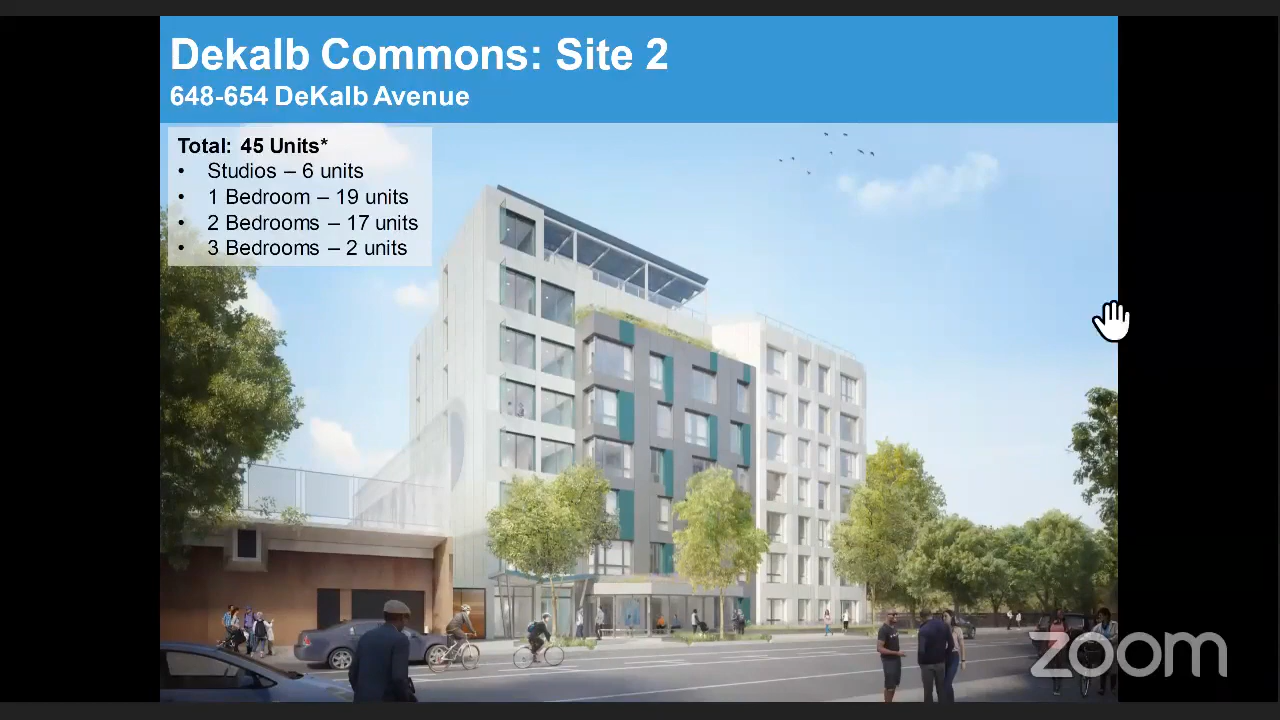 Dekalb Commons: Site 2
648-654 DeKalb Avenue
Total: 45 Units*
• Studios – 6 units
• 1 Bedroom – 19 units
• 2 Bedrooms – 17 units
• 3 Bedrooms – 2 units
zoom